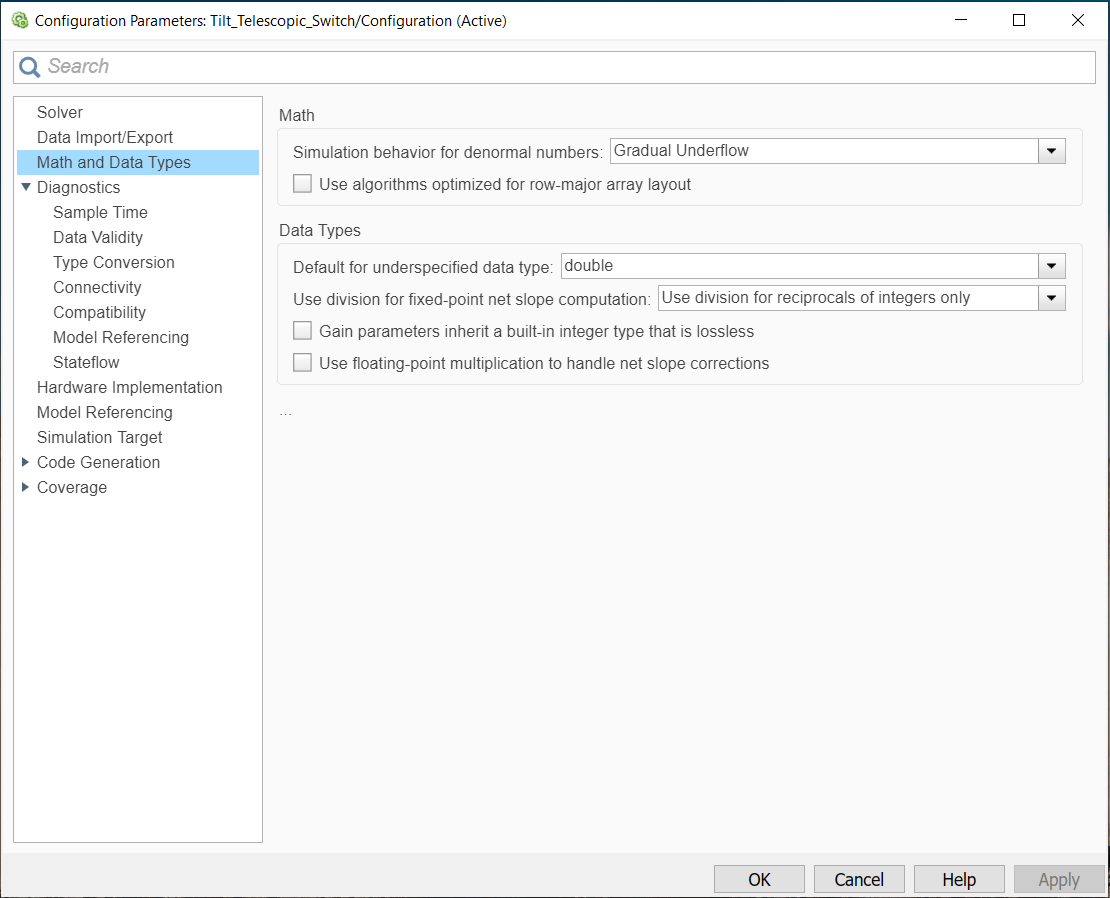 Configuration Parameters: Tilt_Telescopic_Switch/Configuration (Active)
Search
Solver
Data Import/Export
Math and Data Types
Diagnostics
Sample Time
Data Validity
Type Conversion
Connectivity
Compatibility
Model Referencing
Stateflow
Hardware Implementation
Model Referencing
Simulation Target
Code Generation
Coverage
Math
Simulation behavior for denormal numbers: Gradual Underflow
Use algorithms optimized for row-major array layout
Data Types
Default for underspecified data type: double
Use division for fixed-point net slope computation: Use division for reciprocals of integers only
Gain parameters inherit a built-in integer type that is lossless
Use floating-point multiplication to handle net slope corrections
...
OK Cancel Help Apply